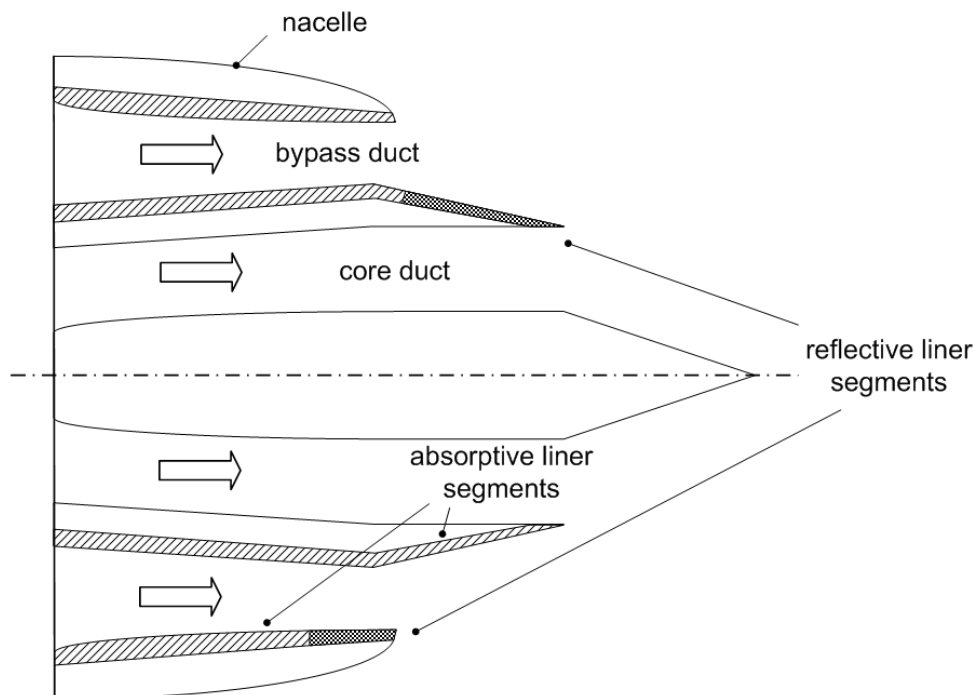 nacelle
bypass duct
core duct
reflective liner
segments
absorptive liner
segments